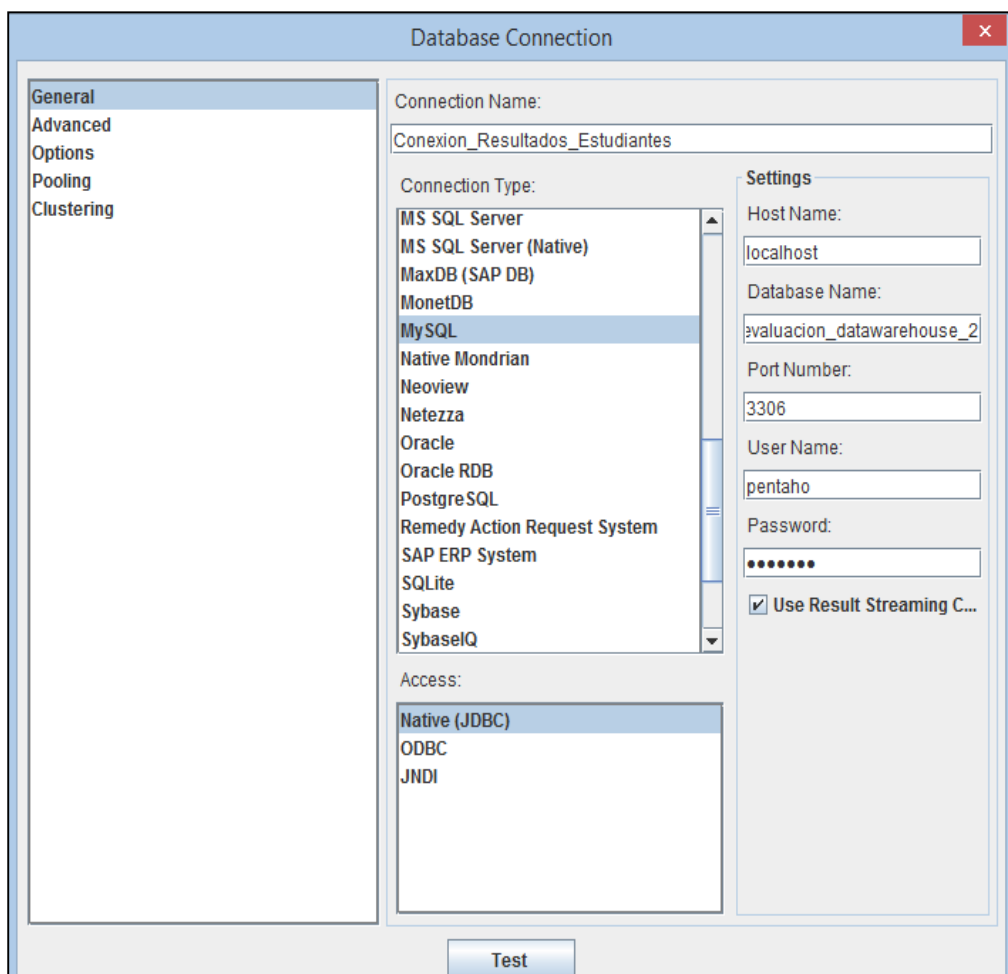 Database Connection
General
Advanced
Options
Pooling
Clustering
Connection Name:
Conexion_Resultados_Estudiantes
Connection Type:
MS SQL Server
MS SQL Server (Native)
MaxDB (SAP DB)
MonetDB
MySQL
Native Mondrian
Neoview
Netezza
Oracle
Oracle RDB
PostgreSQL
Remedy Action Request System
SAP ERP System
SQLite
Sybase
SybaseIQ
Access:
Native (JDBC)
ODBC
JNDI
Settings
Host Name:
localhost
Database Name:
evaluacion_datawarehouse_2
Port Number:
3306
User Name:
pentaho
Password:
•••••••
Use Result Streaming C...
Test